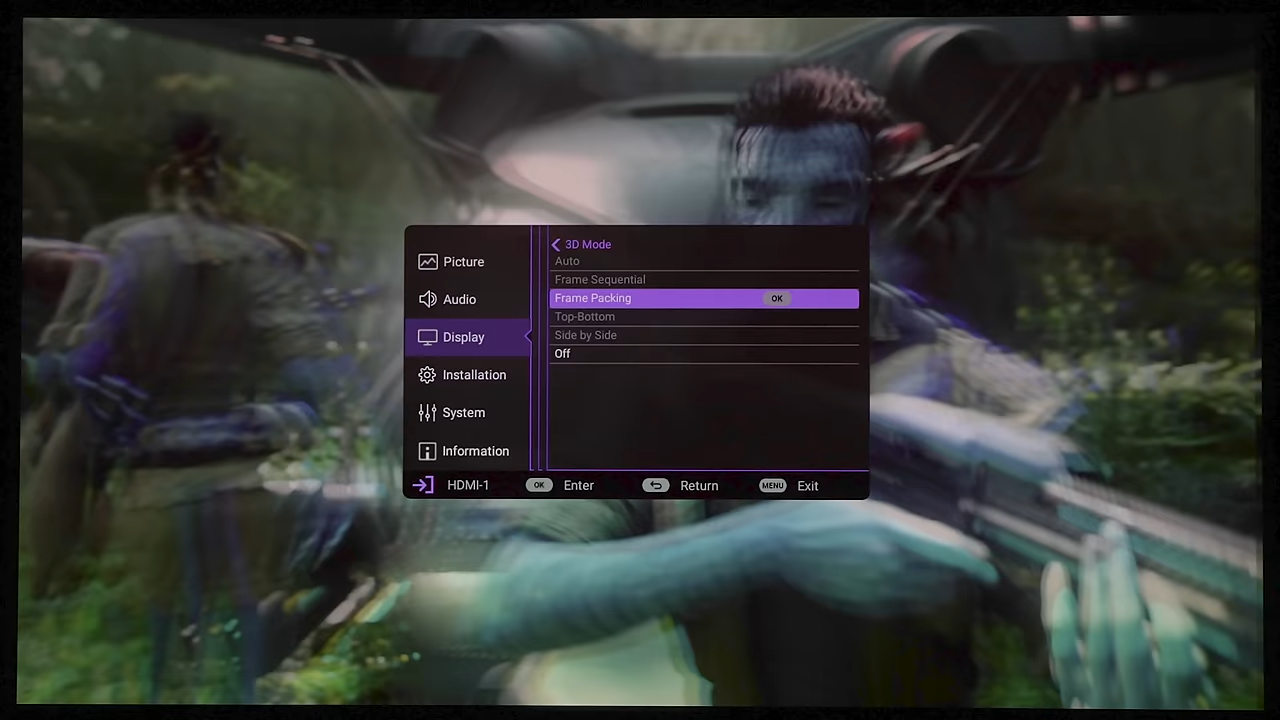 Picture
Audio
Display
Installation
System
Information
3D Mode
Auto
Frame Sequential
Frame Packing OK
Top-Bottom
Side by Side
Off
HDMI-1 OK Enter Return MENU Exit